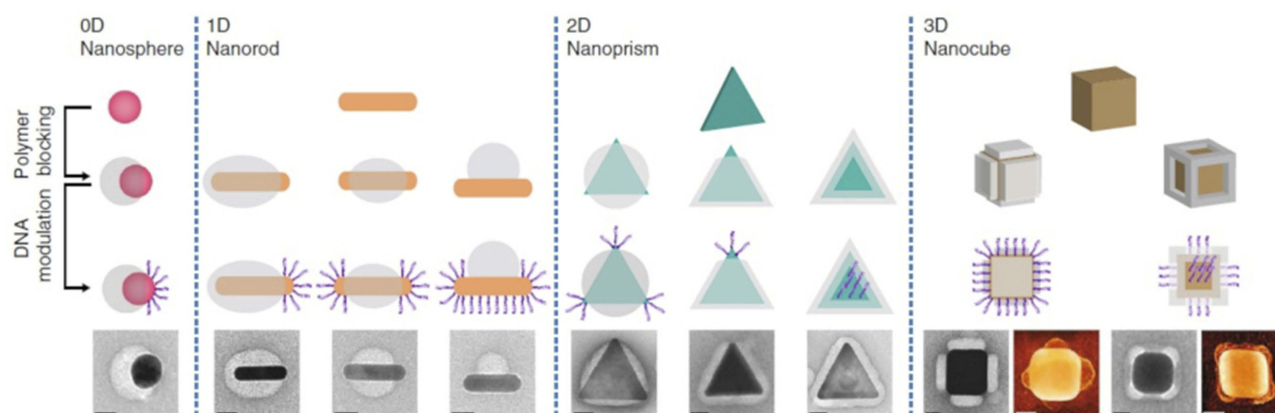 0D
Nanosphere
1D
Nanorod
2D
Nanoprism
3D
Nanocube
Polymer
blocking
DNA
modulation